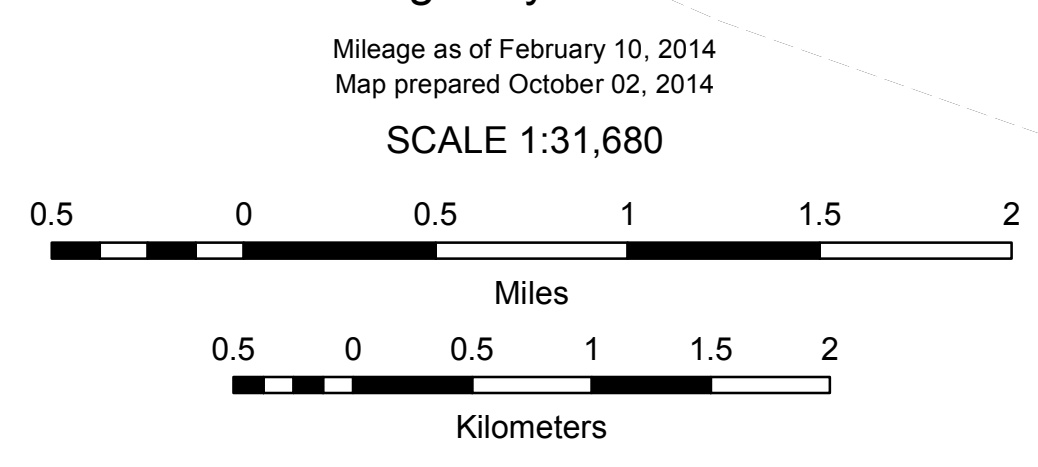 Mileage as of February 10, 2014
Map prepared October 02, 2014
SCALE 1:31,680
0.5 0 0.5 1 1.5 2
Miles
0.5 0 0.5 1 1.5 2
Kilometers